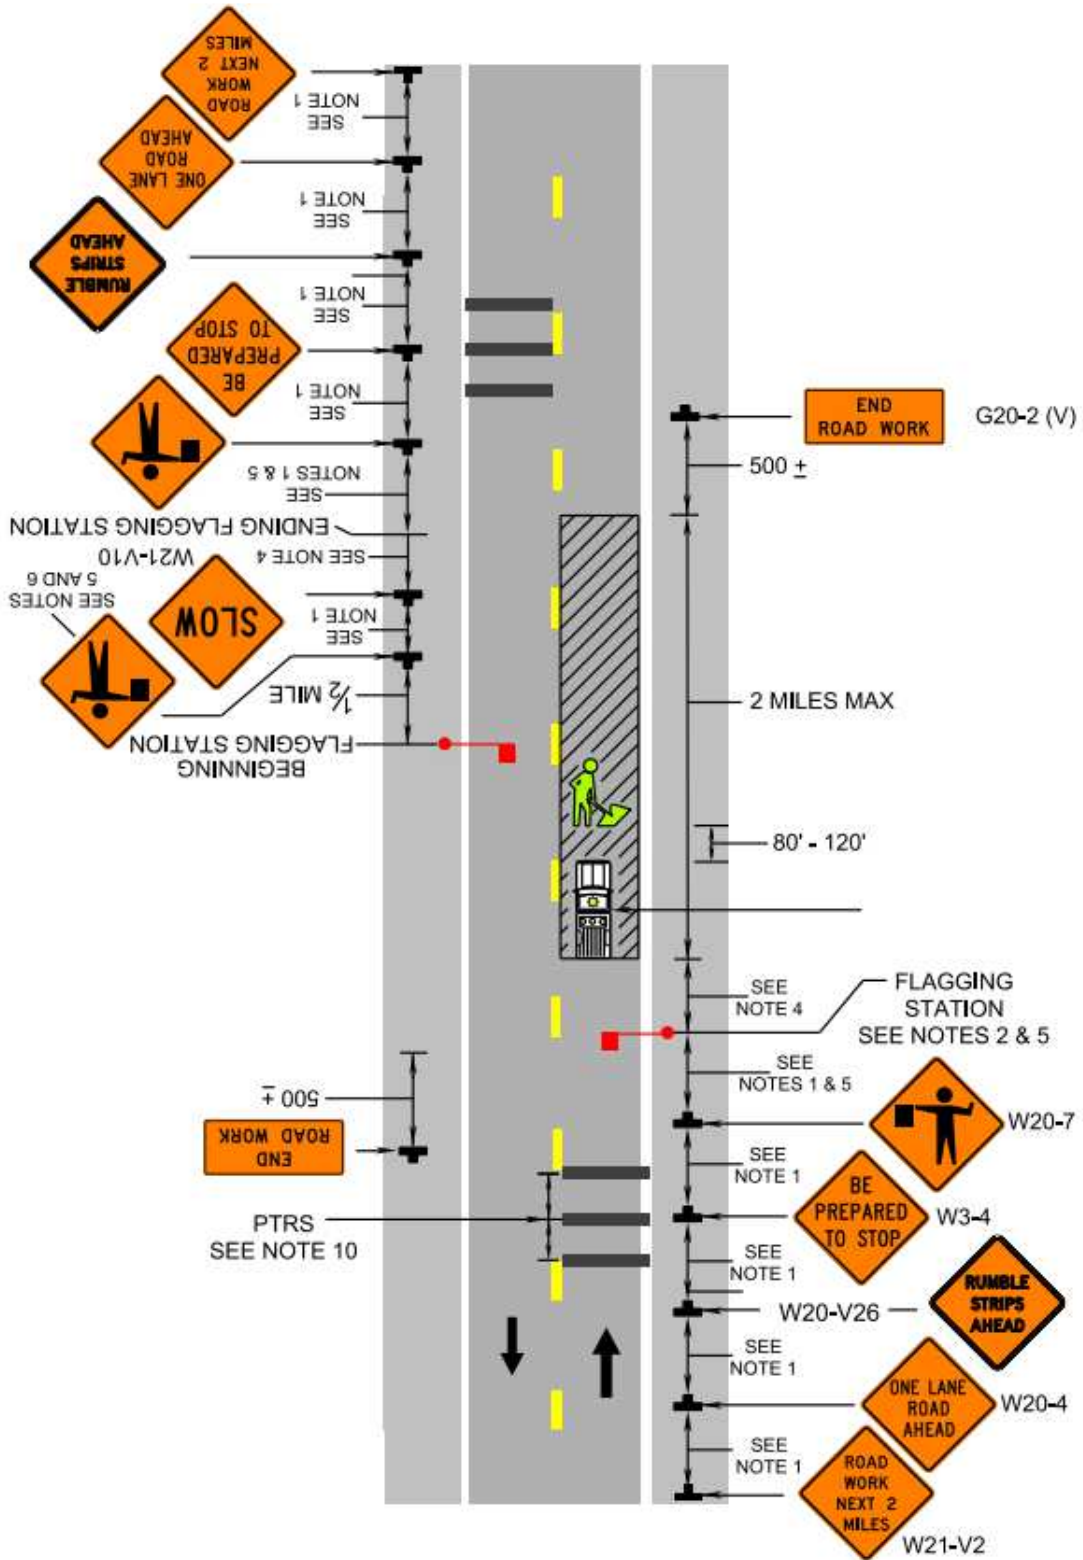 ROAD
WORK
NEXT 2
MILES
SEE
NOTE 1
ONE LANE
ROAD
AHEAD
SEE
NOTE 1
RUMBLE
STRIPS
AHEAD
SEE
NOTE 1
BE
PREPARED
TO STOP
SEE
NOTE 1
SEE
NOTES 1 & 5
ENDING FLAGGING STATION
W21-V10
SEE NOTE 4
SEE NOTES
5 AND 6
SLOW
SEE
NOTE 1
1/2 MILE
BEGINNING
FLAGGING STATION
END
ROAD WORK
G20-2 (V)
500 ±
2 MILES MAX
80' - 120'
SEE
NOTE 4
FLAGGING
STATION
SEE NOTES 2 & 5
SEE
NOTES 1 & 5
W20-7
500 ±
END
ROAD WORK
SEE
NOTE 1
BE
PREPARED
TO STOP
W3-4
PTRS
SEE NOTE 10
SEE
NOTE 1
W20-V26
RUMBLE
STRIPS
AHEAD
SEE
NOTE 1
ONE LANE
ROAD
AHEAD
W20-4
SEE
NOTE 1
ROAD
WORK
NEXT 2
MILES
W21-V2